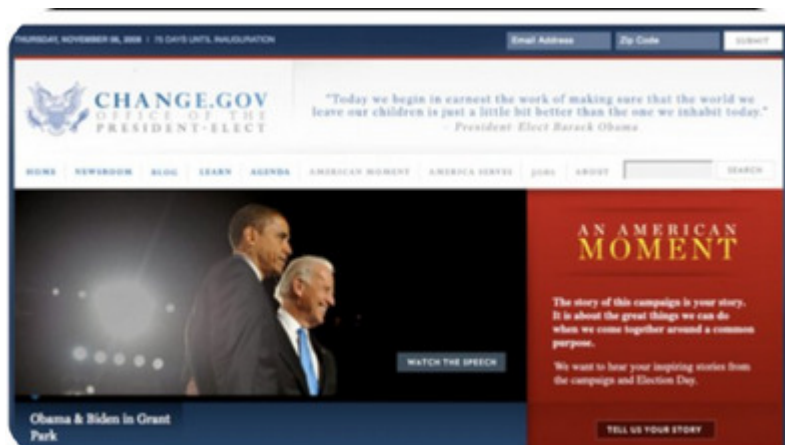 THURSDAY, NOVEMBER 06, 2008 | 75 DAYS UNTIL INAUGURATION
Email Address
Zip Code
SUBMIT
CHANGE.GOV
OFFICE OF THE
PRESIDENT-ELECT
"Today we begin in earnest the work of making sure that the world we
leave our children is just a little bit better than the one we inhabit today."
- President Elect Barack Obama
HOME NEWSROOM BLOG LEARN AGENDA AMERICAN MOMENT AMERICA SERVES JOBS ABOUT SEARCH
AN AMERICAN
MOMENT
The story of this campaign is your story.
It is about the great things we can do
when we come together around a common
purpose.
We want to hear your inspiring stories from
the campaign and Election Day.
WATCH THE SPEECH
TELL US YOUR STORY
Obama & Biden in Grant
Park